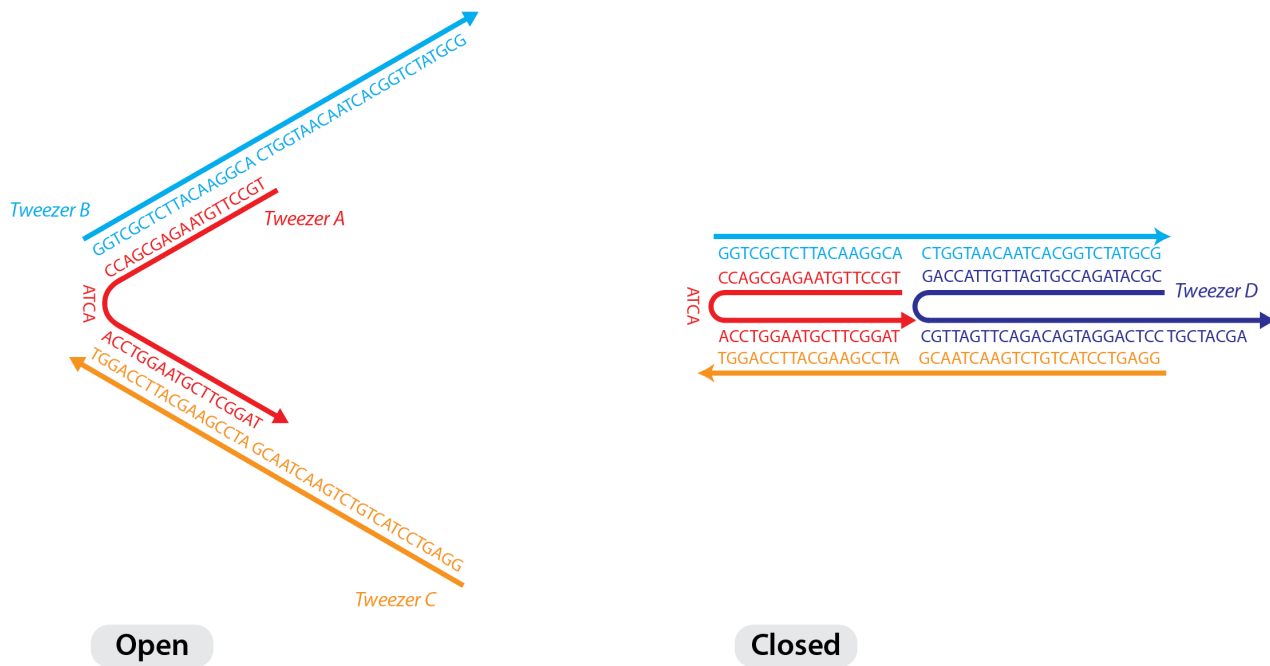 Tweezer B
GGTCGCTCTTACAAGGCA CTGGTAACAATCACGGTCTATGCG
CCAGCGAGAATGTTCCGT
Tweezer A
ATCA
ACCTGGAATGCTTCGGAT
TGGACCTTACGAAGCCTA GCAATCAAGTCTGTCATCCTGAGG
Tweezer C
Open
GGTCGCTCTTACAAGGCA CTGGTAACAATCACGGTCTATGCG
CCAGCGAGAATGTTCCGT GACCATTGTTAGTGCCAGATACGC
Tweezer D
ATCA
ACCTGGAATGCTTCGGAT CGTTAGTTCAGACAGTAGGACTCC TGCTACGA
TGGACCTTACGAAGCCTA GCAATCAAGTCTGTCATCCTGAGG
Closed